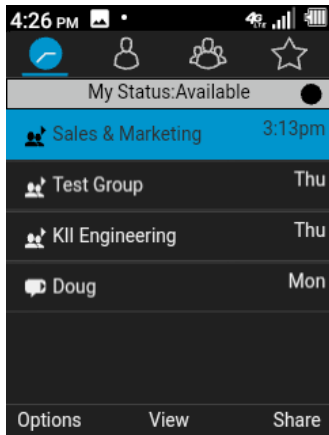 4:26 PM 4G LTE
My Status:Available
Sales & Marketing 3:13pm
Test Group Thu
KII Engineering Thu
Doug Mon
Options View Share